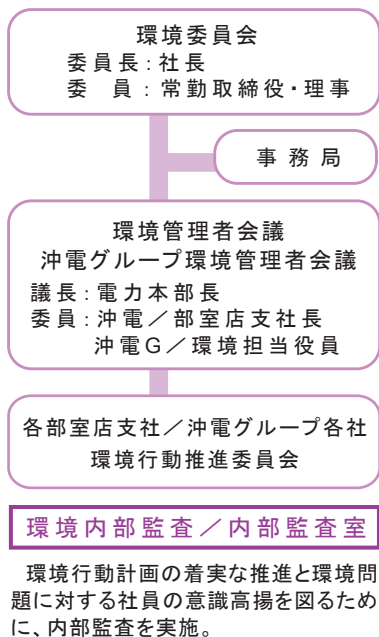 環境委員会
委員長：社長
委　員：常勤取締役・理事
事務局
環境管理者会議
沖電グループ環境管理者会議
議長：電力本部長
委員：沖電／部室店支社長
沖電G／環境担当役員
各部室店支社／沖電グループ各社
環境行動推進委員会
環境内部監査／内部監査室
環境行動計画の着実な推進と環境問
題に対する社員の意識高揚を図るため
に、内部監査を実施。